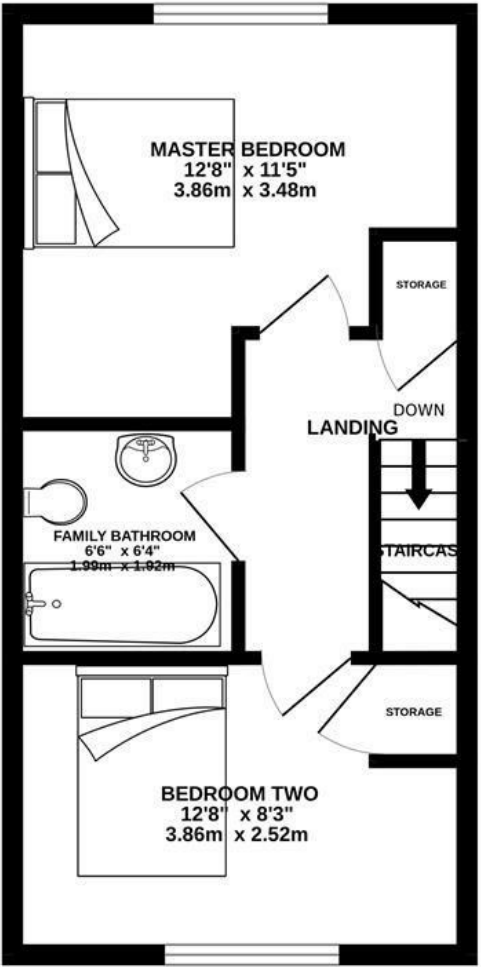 MASTER BEDROOM
12'8" x 11'5"
3.86m x 3.48m
STORAGE
DOWN
LANDING
FAMILY BATHROOM
6'6" x 6'4"
1.99m x 1.92m
STAIRCAS
STORAGE
BEDROOM TWO
12'8" x 8'3"
3.86m x 2.52m